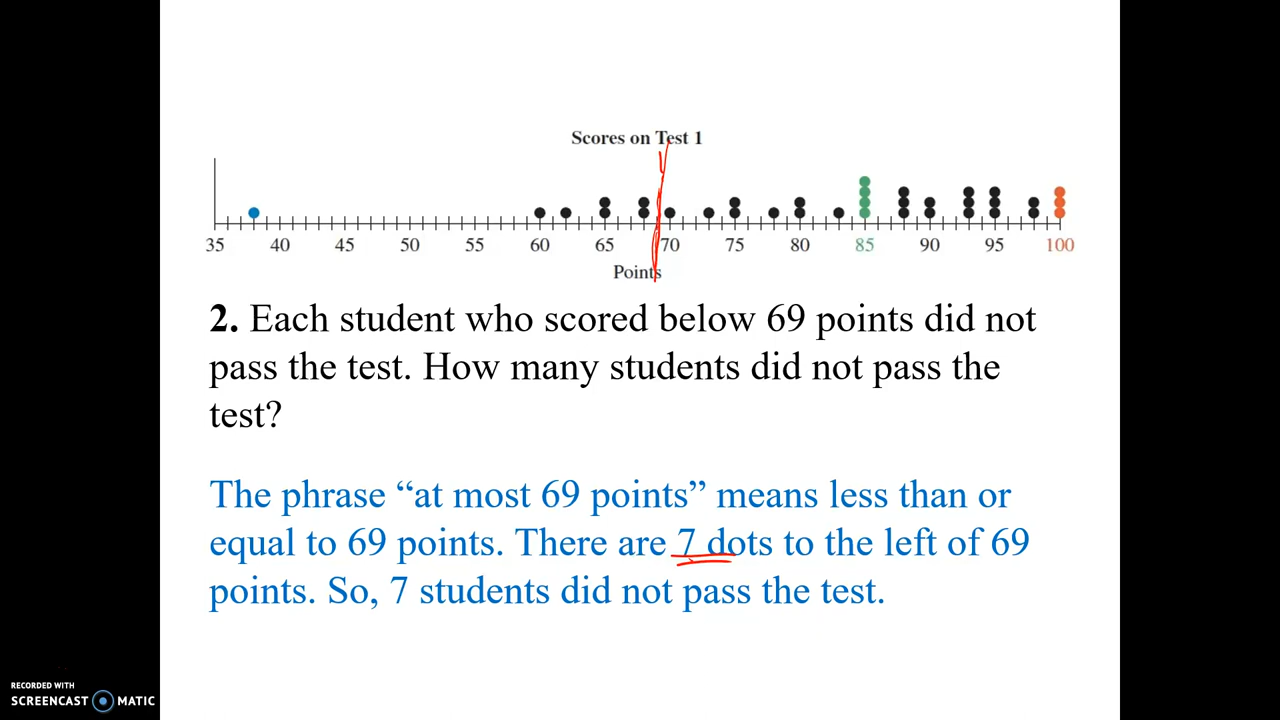 Scores on Test 1
35 40 45 50 55 60 65 70 75 80 85 90 95 100
Points
2. Each student who scored below 69 points did not
pass the test. How many students did not pass the
test?
The phrase “at most 69 points” means less than or
equal to 69 points. There are 7 dots to the left of 69
points. So, 7 students did not pass the test.
RECORDED WITH
SCREENCAST MATIC